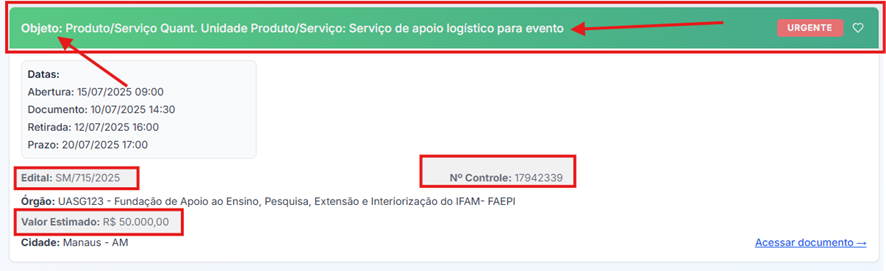 Objeto: Produto/Serviço Quant. Unidade Produto/Serviço: Serviço de apoio logístico para evento URGENTE
Datas:
Abertura: 15/07/2025 09:00
Documento: 10/07/2025 14:30
Retirada: 12/07/2025 16:00
Prazo: 20/07/2025 17:00
Edital: SM/715/2025 Nº Controle: 17942339
Órgão: UASG123 - Fundação de Apoio ao Ensino, Pesquisa, Extensão e Interiorização do IFAM- FAEPI
Valor Estimado: R$ 50.000,00
Cidade: Manaus - AM Acessar documento →